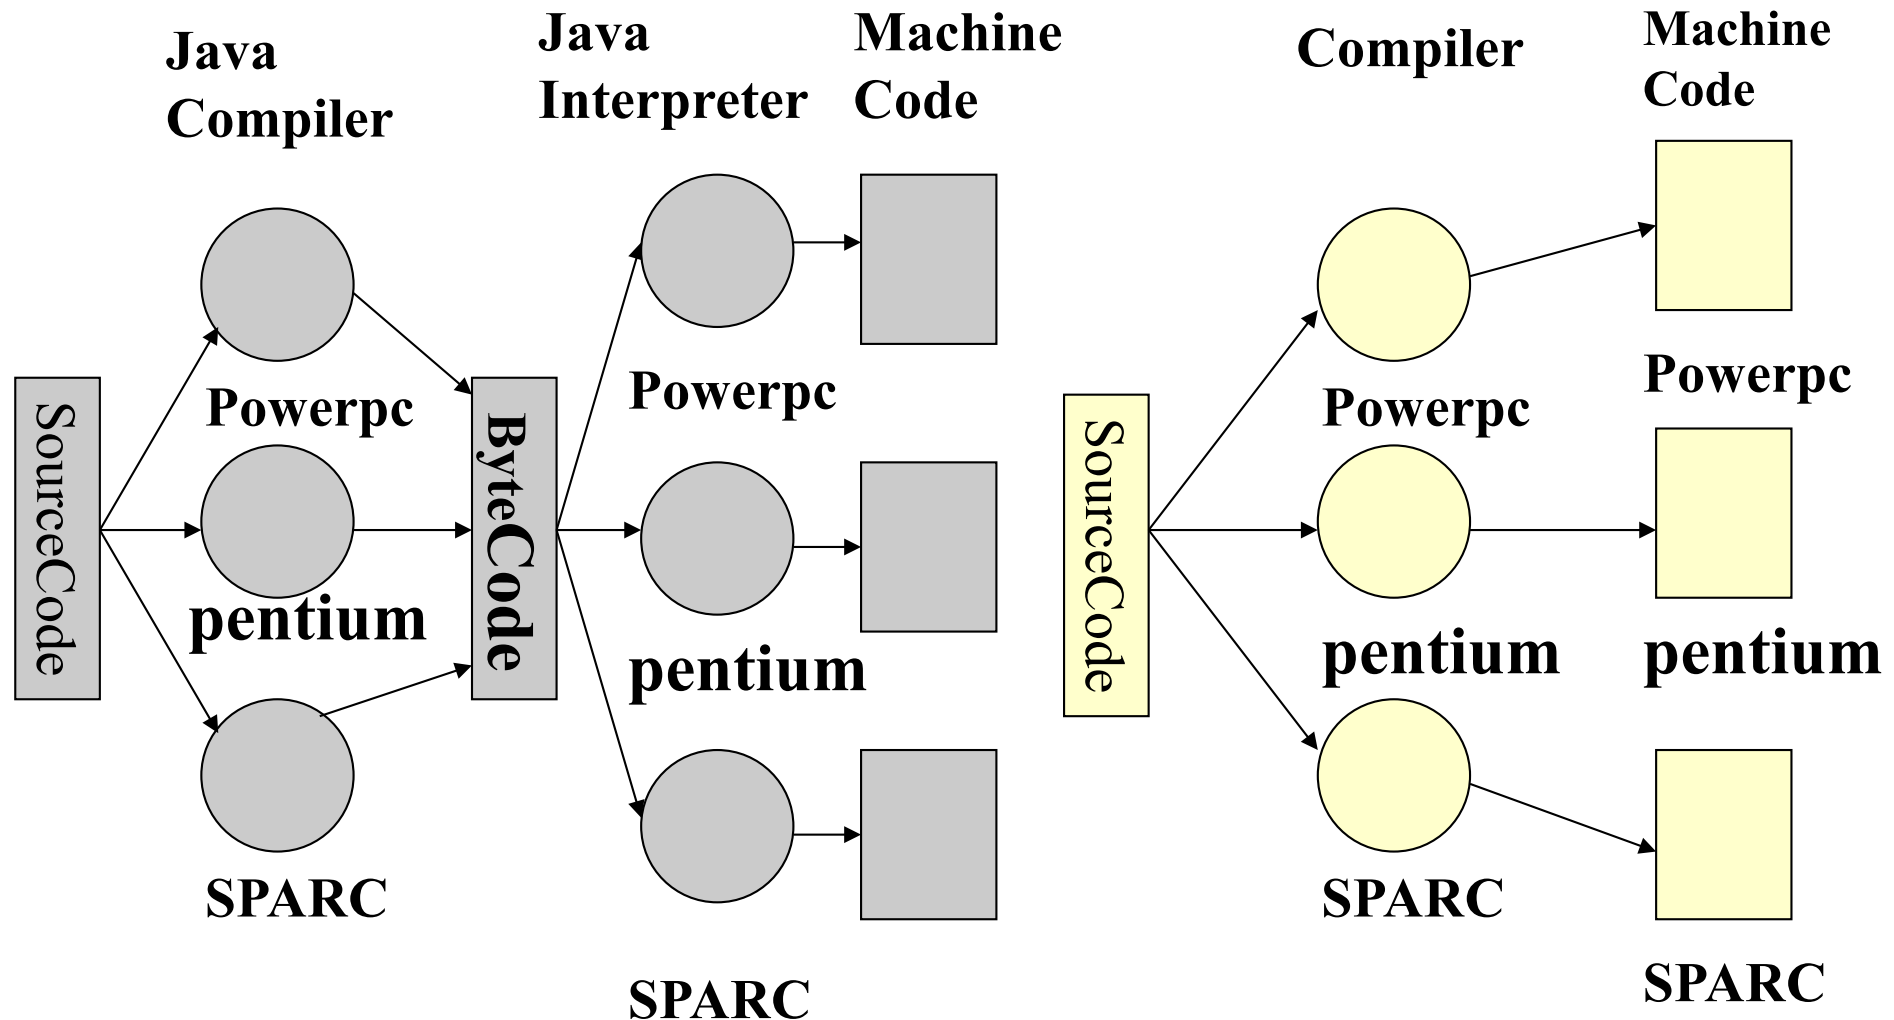 Java
Compiler
Java
Interpreter
Machine
Code
SourceCode
Powerpc
pentium
SPARC
ByteCode
Powerpc
pentium
SPARC
Compiler
Machine
Code
SourceCode
Powerpc
pentium
SPARC
Powerpc
pentium
SPARC